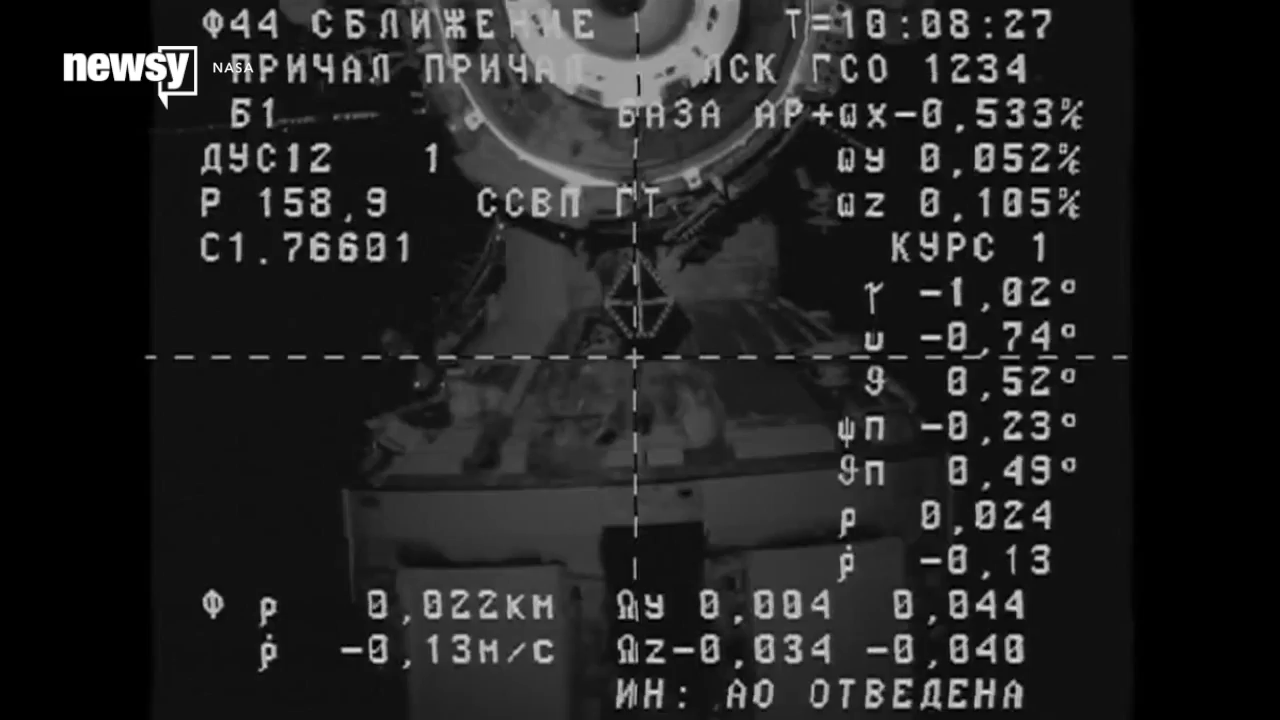 Ф44 СБЛИЖЕНИЕ Т=10:08:27
newsy NASA
ПРИЧАЛ ПРИЧАЛ ЛСК ГСО 1234
Б1 БАЗА АР+ωx-0,533%
ДУС12 1 ωy 0,052%
Р 158,9 ССВП ГТ ωz 0,105%
С1.76601 КУРС 1
γ -1,02°
-0,74°
ϑ 0,52°
ψп -0,23°
ϑп 0,49°
ρ 0,024
ρ̇ -0,13
Ф ρ 0,022км Ωy 0,004 0,044
ρ̇ -0,13м/с Ωz-0,034 -0,040
ИН: АО ОТВЕДЕНА